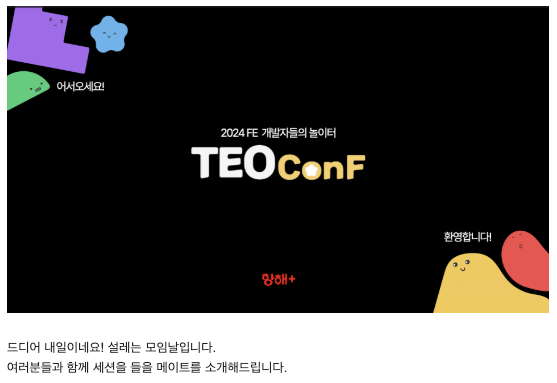 어서오세요!
2024 FE 개발자들의 놀이터
TEOConF
환영합니다!
항해+
드디어 내일이네요! 설레는 모임날입니다.
여러분들과 함께 세션을 들을 메이트를 소개해드립니다.